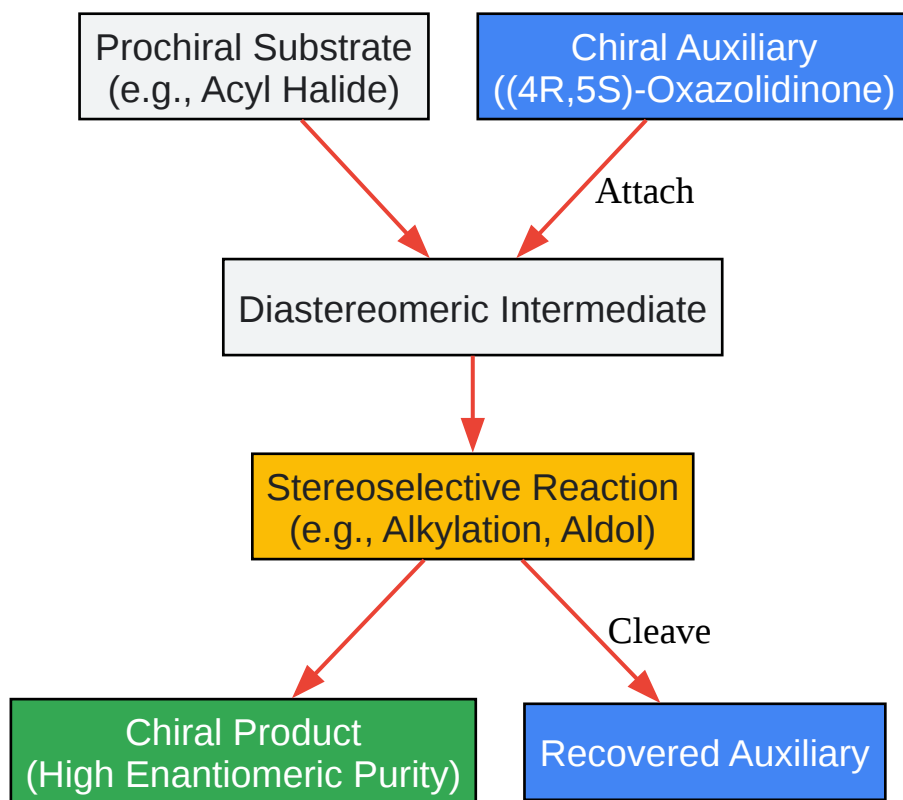 Prochiral Substrate
(e.g., Acyl Halide)
Chiral Auxiliary
((4R,5S)-Oxazolidinone)
Attach
Diastereomeric Intermediate
Stereoselective Reaction
(e.g., Alkylation, Aldol)
Cleave
Chiral Product
(High Enantiomeric Purity)
Recovered Auxiliary